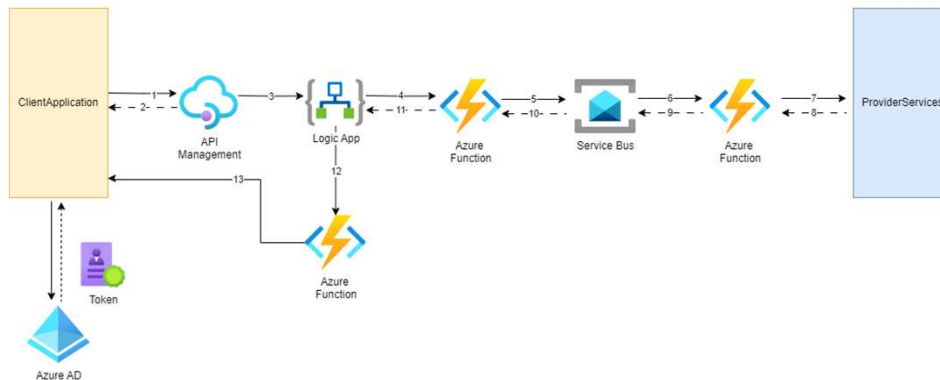 ClientApplication
1
2
API
Management
3
Logic App
4
11
Azure
Function
5
10
Service Bus
6
9
Azure
Function
7
8
ProviderServices
12
13
Azure
Function
Token
Azure AD